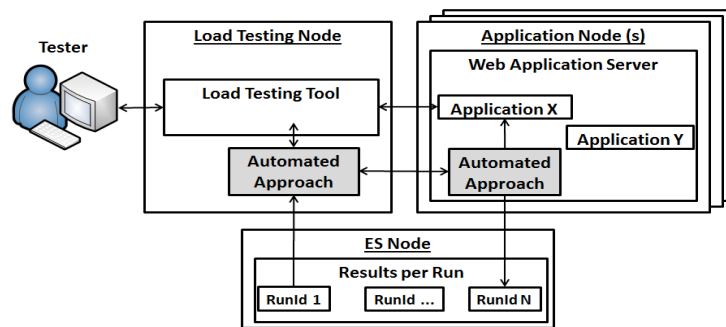 Tester
Load Testing Node
Load Testing Tool
Automated
Approach
Application Node (s)
Web Application Server
Application X
Application Y
Automated
Approach
ES Node
Results per Run
RunId 1
RunId ...
RunId N